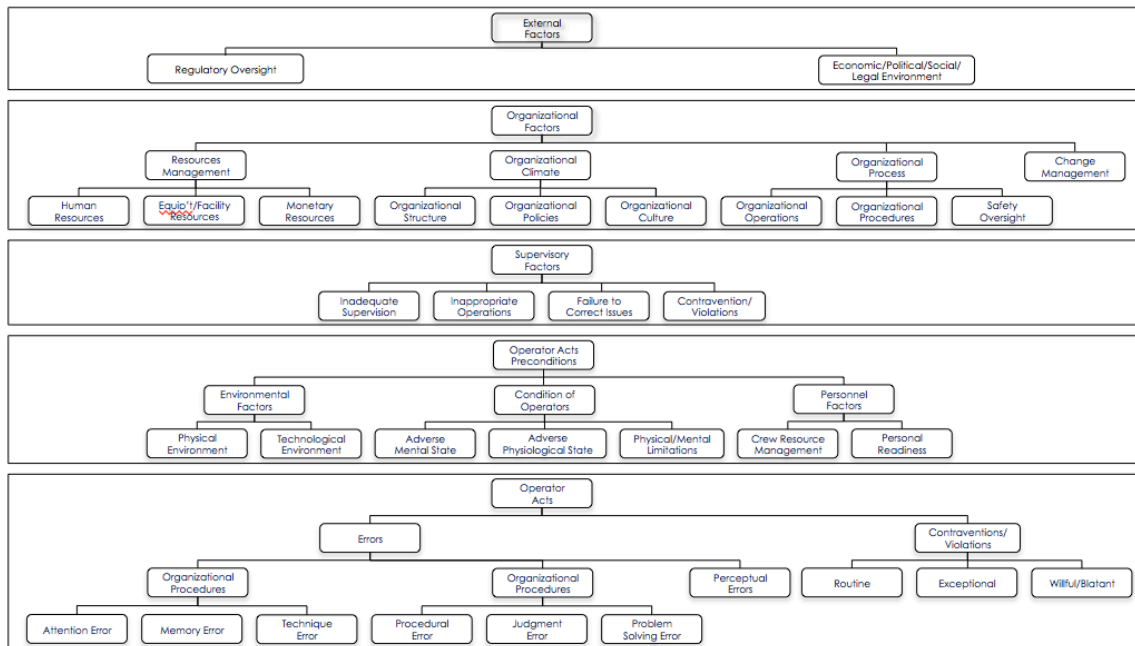 External
Factors
Regulatory Oversight
Economic/Political/Social/
Legal Environment
Organizational
Factors
Resources
Management
Organizational
Climate
Organizational
Process
Change
Management
Human
Resources
Equip't/Facility
Resources
Monetary
Resources
Organizational
Structure
Organizational
Policies
Organizational
Culture
Organizational
Operations
Organizational
Procedures
Safety
Oversight
Supervisory
Factors
Inadequate
Supervision
Inappropriate
Operations
Failure to
Correct Issues
Contravention/
Violations
Operator Acts
Preconditions
Environmental
Factors
Condition of
Operators
Personnel
Factors
Physical
Environment
Technological
Environment
Adverse
Mental State
Adverse
Physiological State
Physical/Mental
Limitations
Crew Resource
Management
Personal
Readiness
Operator
Acts
Errors
Contraventions/
Violations
Organizational
Procedures
Organizational
Procedures
Perceptual
Errors
Routine
Exceptional
Willful/Blatant
Attention Error
Memory Error
Technique
Error
Procedural
Error
Judgment
Error
Problem
Solving Error